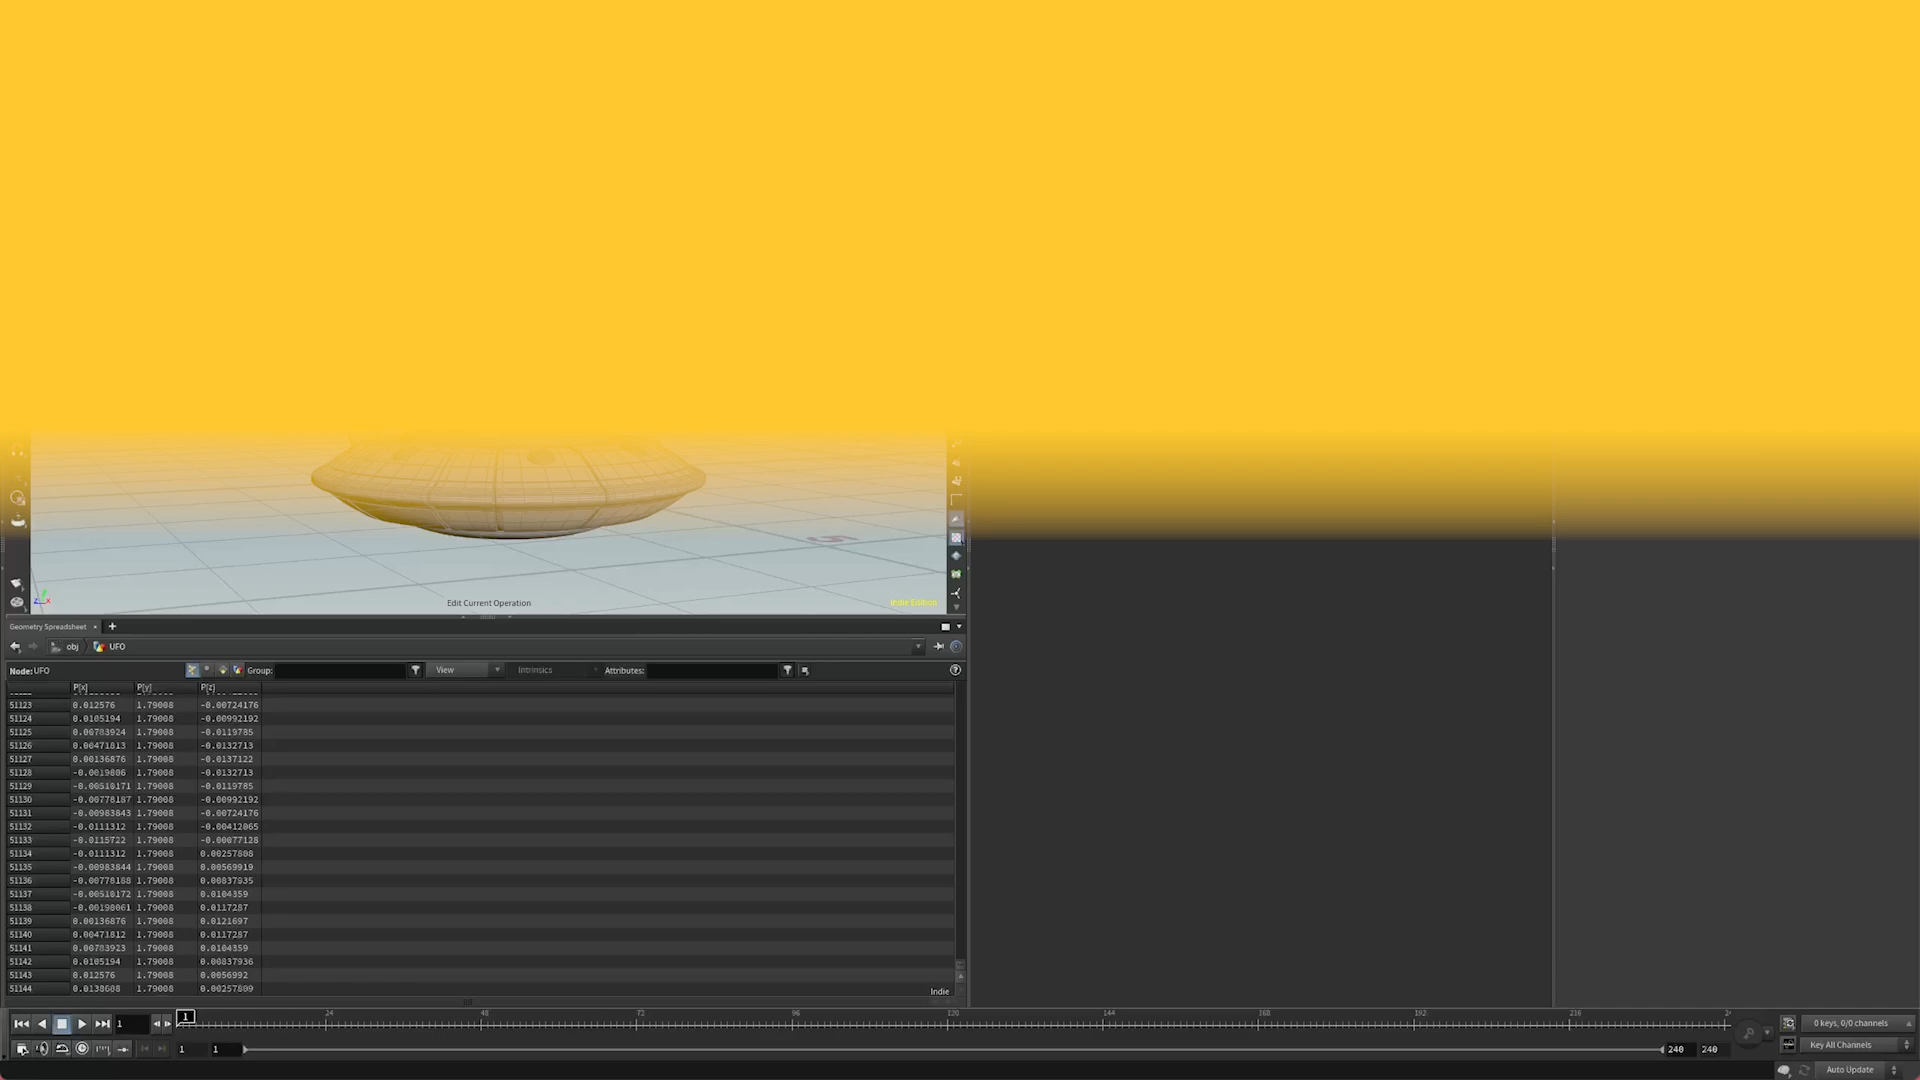 5
Edit Current Operation
Indie Edition
Geometry Spreadsheet × +
obj UFO
Node: UFO Group: View Intrinsics Attributes:
P[x] P[y] P[z]
51123 0.012576 1.79008 -0.00724176
51124 0.0105194 1.79008 -0.00992192
51125 0.00783924 1.79008 -0.0119785
51126 0.00471813 1.79008 -0.0132713
51127 0.00136876 1.79008 -0.0137122
51128 -0.0019806 1.79008 -0.0132713
51129 -0.00510171 1.79008 -0.0119785
51130 -0.00778187 1.79008 -0.00992192
51131 -0.00983843 1.79008 -0.00724176
51132 -0.0111312 1.79008 -0.00412065
51133 -0.0115722 1.79008 -0.00077128
51134 -0.0111312 1.79008 0.00257808
51135 -0.00983844 1.79008 0.00569919
51136 -0.00778188 1.79008 0.00837935
51137 -0.00510172 1.79008 0.0104359
51138 -0.00198061 1.79008 0.0117287
51139 0.00136876 1.79008 0.0121697
51140 0.00471812 1.79008 0.0117287
51141 0.00783923 1.79008 0.0104359
51142 0.0105194 1.79008 0.00837936
51143 0.012576 1.79008 0.0056992
51144 0.0138688 1.79008 0.00257809
Indie
1 1 24 48 72 96 120 144 168 192 216
0 keys, 0/0 channels
1 1 240 240
Key All Channels
Auto Update